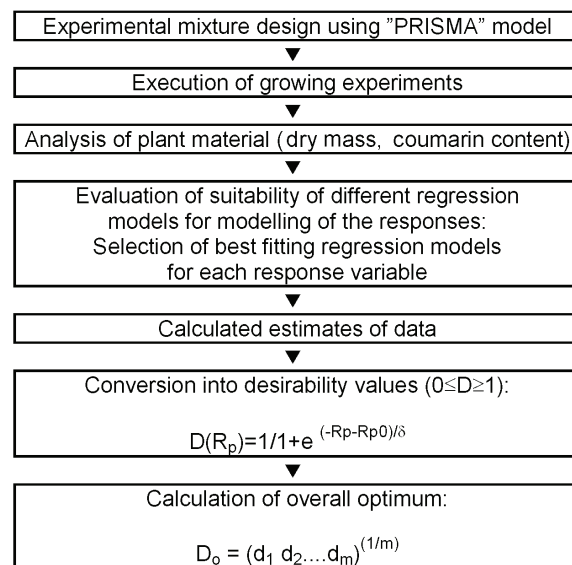 Experimental mixture design using ”PRISMA” model
Execution of growing experiments
Analysis of plant material (dry mass, coumarin content)
Evaluation of suitability of different regression
models for modelling of the responses:
Selection of best fitting regression models
for each response variable
Calculated estimates of data
Conversion into desirability values (0≤D≥1):
D(Rₚ)=1/1+e ^(-Rp-Rp0)/δ
Calculation of overall optimum:
Dₒ = (d₁ d₂....dₘ)^(1/m)